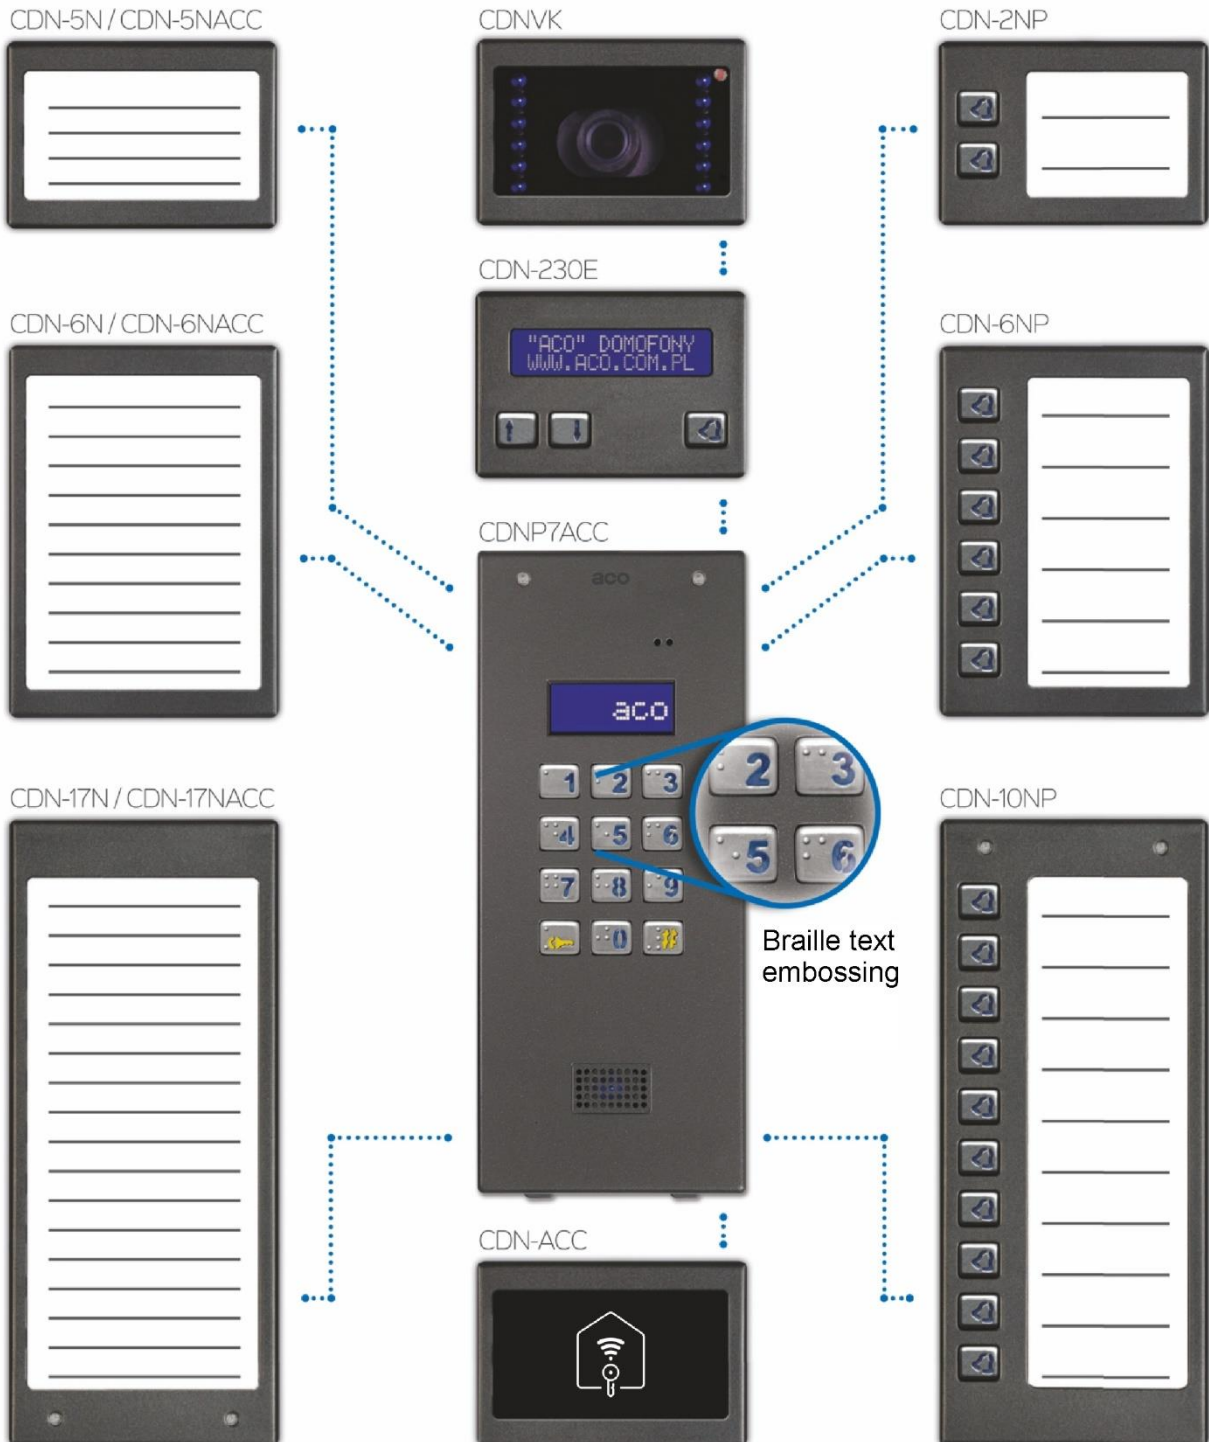 CDN-5N / CDN-5NACC
CDNVK
CDN-2NP
CDN-230E
"ACO" DOMOFONY
WWW.ACO.COM.PL
CDN-6N / CDN-6NACC
CDN-6NP
CDNP7ACC
aco
aco
1 2 3
4 5 6
7 8 9
0
2 3
5 6
Braille text
embossing
CDN-17N / CDN-17NACC
CDN-10NP
CDN-ACC